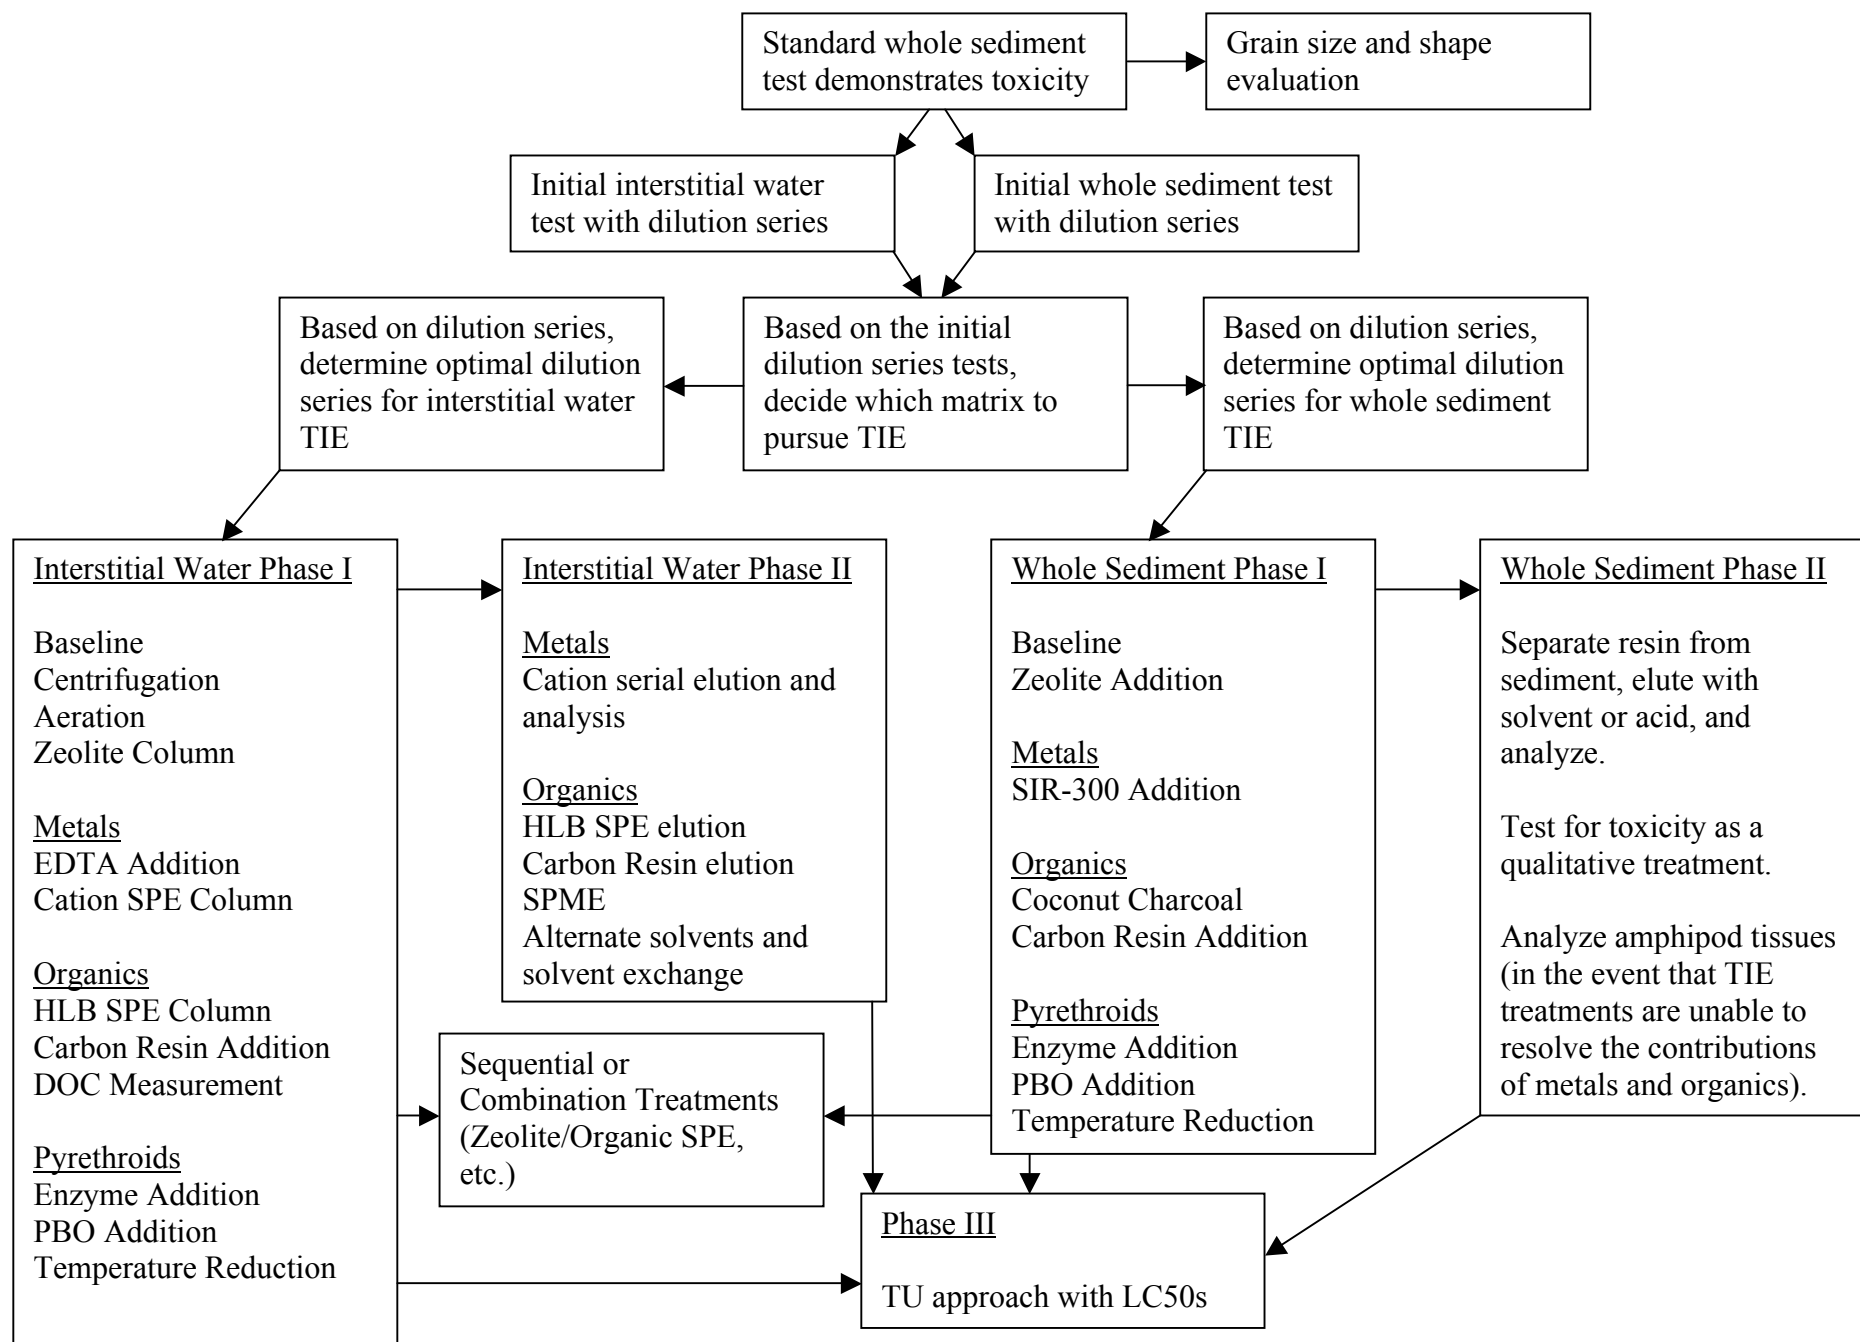 Standard whole sediment
test demonstrates toxicity
Grain size and shape
evaluation
Initial interstitial water
test with dilution series
Initial whole sediment test
with dilution series
Based on dilution series,
determine optimal dilution
series for interstitial water
TIE
Based on the initial
dilution series tests,
decide which matrix to
pursue TIE
Based on dilution series,
determine optimal dilution
series for whole sediment
TIE
Interstitial Water Phase I
Baseline
Centrifugation
Aeration
Zeolite Column
Metals
EDTA Addition
Cation SPE Column
Organics
HLB SPE Column
Carbon Resin Addition
DOC Measurement
Pyrethroids
Enzyme Addition
PBO Addition
Temperature Reduction
Interstitial Water Phase II
Metals
Cation serial elution and
analysis
Organics
HLB SPE elution
Carbon Resin elution
SPME
Alternate solvents and
solvent exchange
Whole Sediment Phase I
Baseline
Zeolite Addition
Metals
SIR-300 Addition
Organics
Coconut Charcoal
Carbon Resin Addition
Pyrethroids
Enzyme Addition
PBO Addition
Temperature Reduction
Whole Sediment Phase II
Separate resin from
sediment, elute with
solvent or acid, and
analyze.
Test for toxicity as a
qualitative treatment.
Analyze amphipod tissues
(in the event that TIE
treatments are unable to
resolve the contributions
of metals and organics).
Sequential or
Combination Treatments
(Zeolite/Organic SPE,
etc.)
Phase III
TU approach with LC50s